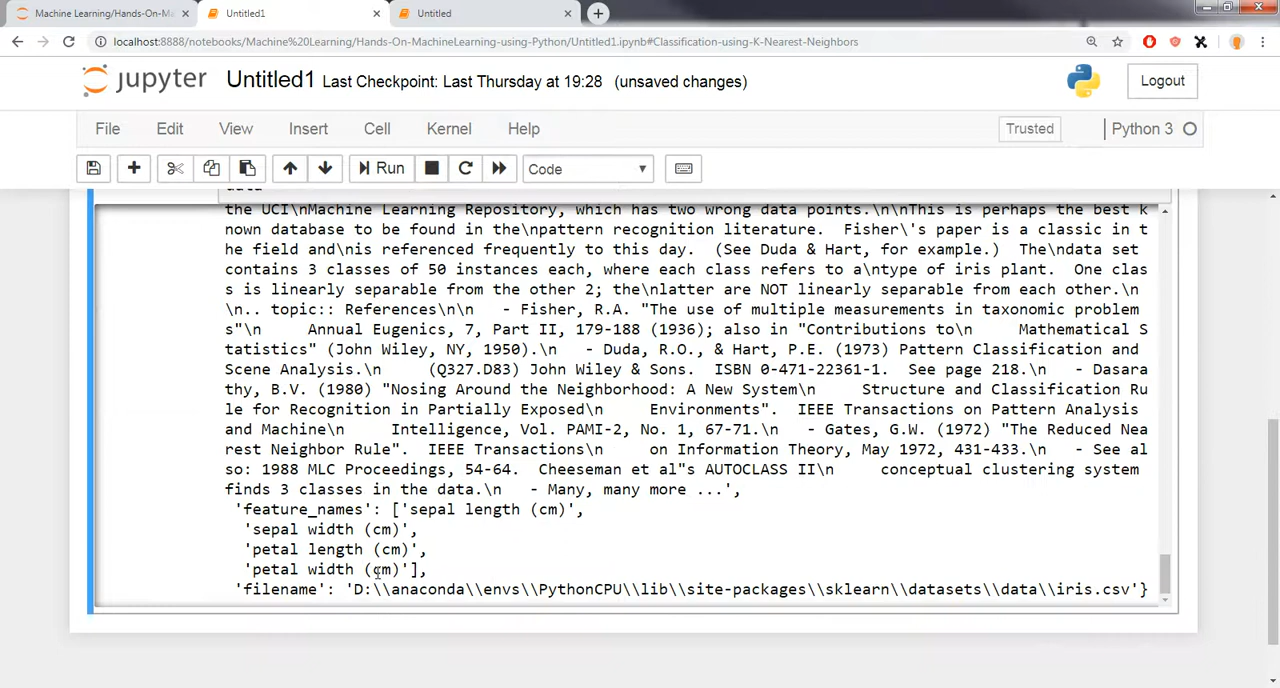 Machine Learning/Hands-On-Ma
Untitled1
Untitled
localhost:8888/notebooks/Machine%20Learning/Hands-On-MachineLearning-using-Python/Untitled1.ipynb#Classification-using-K-Nearest-Neighbors
jupyter Untitled1 Last Checkpoint: Last Thursday at 19:28 (unsaved changes)
Logout
File Edit View Insert Cell Kernel Help
Trusted
Python 3
Run
Code
data
the UCI\nMachine Learning Repository, which has two wrong data points.\n\nThis is perhaps the best k
nown database to be found in the\npattern recognition literature.  Fisher\'s paper is a classic in t
he field and\nis referenced frequently to this day.  (See Duda & Hart, for example.)  The\ndata set
contains 3 classes of 50 instances each, where each class refers to a\ntype of iris plant.  One clas
s is linearly separable from the other 2; the\nlatter are NOT linearly separable from each other.\n
\n.. topic:: References\n\n   - Fisher, R.A. "The use of multiple measurements in taxonomic problem
s"\n     Annual Eugenics, 7, Part II, 179-188 (1936); also in "Contributions to\n     Mathematical S
tatistics" (John Wiley, NY, 1950).\n   - Duda, R.O., & Hart, P.E. (1973) Pattern Classification and
Scene Analysis.\n     (Q327.D83) John Wiley & Sons.  ISBN 0-471-22361-1.  See page 218.\n   - Dasara
thy, B.V. (1980) "Nosing Around the Neighborhood: A New System\n     Structure and Classification Ru
le for Recognition in Partially Exposed\n     Environments".  IEEE Transactions on Pattern Analysis
and Machine\n     Intelligence, Vol. PAMI-2, No. 1, 67-71.\n   - Gates, G.W. (1972) "The Reduced Nea
rest Neighbor Rule".  IEEE Transactions\n     on Information Theory, May 1972, 431-433.\n   - See al
so: 1988 MLC Proceedings, 54-64.  Cheeseman et al"s AUTOCLASS II\n     conceptual clustering system
finds 3 classes in the data.\n   - Many, many more ...',
'feature_names': ['sepal length (cm)',
'sepal width (cm)',
'petal length (cm)',
'petal width (cm)'],
'filename': 'D:\\anaconda\\envs\\PythonCPU\\lib\\site-packages\\sklearn\\datasets\\data\\iris.csv'}